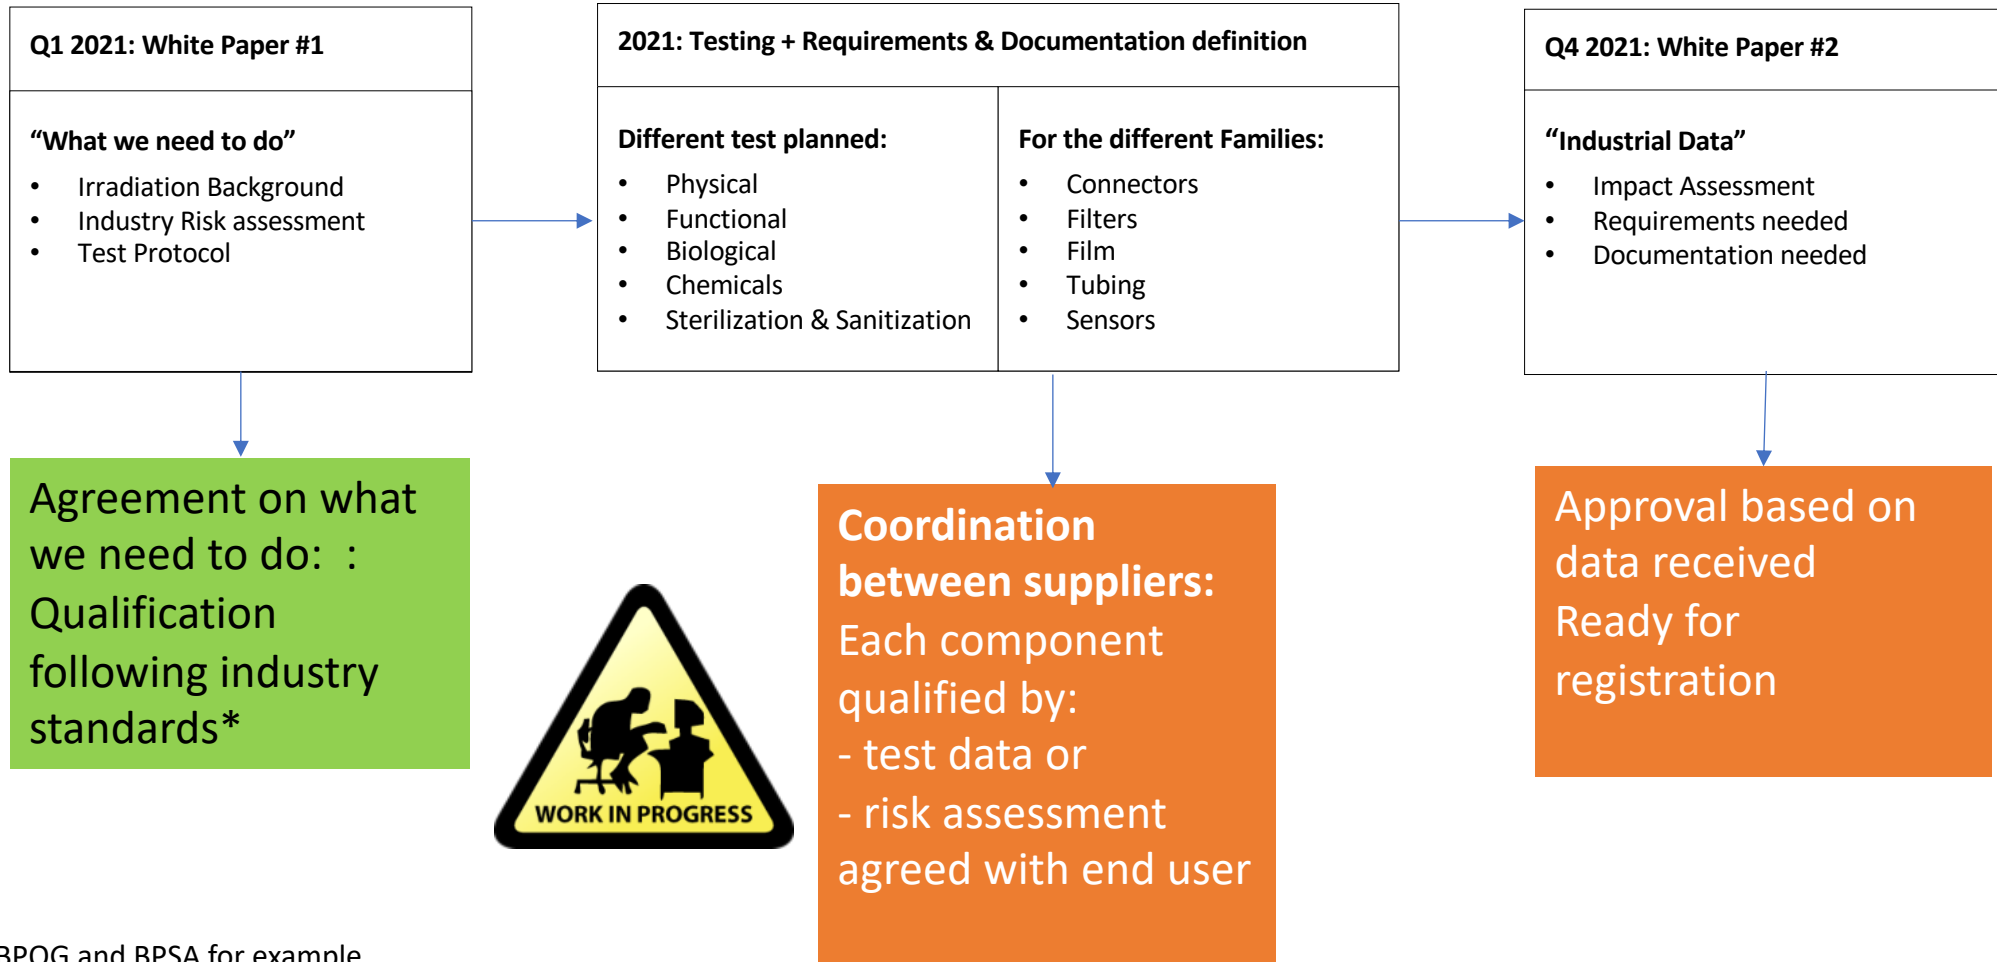 Q1 2021: White Paper #1
“What we need to do”
• Irradiation Background
• Industry Risk assessment
• Test Protocol
2021: Testing + Requirements & Documentation definition
Different test planned:
• Physical
• Functional
• Biological
• Chemicals
• Sterilization & Sanitization
For the different Families:
• Connectors
• Filters
• Film
• Tubing
• Sensors
Q4 2021: White Paper #2
“Industrial Data”
• Impact Assessment
• Requirements needed
• Documentation needed
Agreement on what
we need to do: :
Qualification
following industry
standards*
WORK IN PROGRESS
Coordination
between suppliers:
Each component
qualified by:
- test data or
- risk assessment
agreed with end user
Approval based on
data received
Ready for
registration
BPOG and BPSA for example